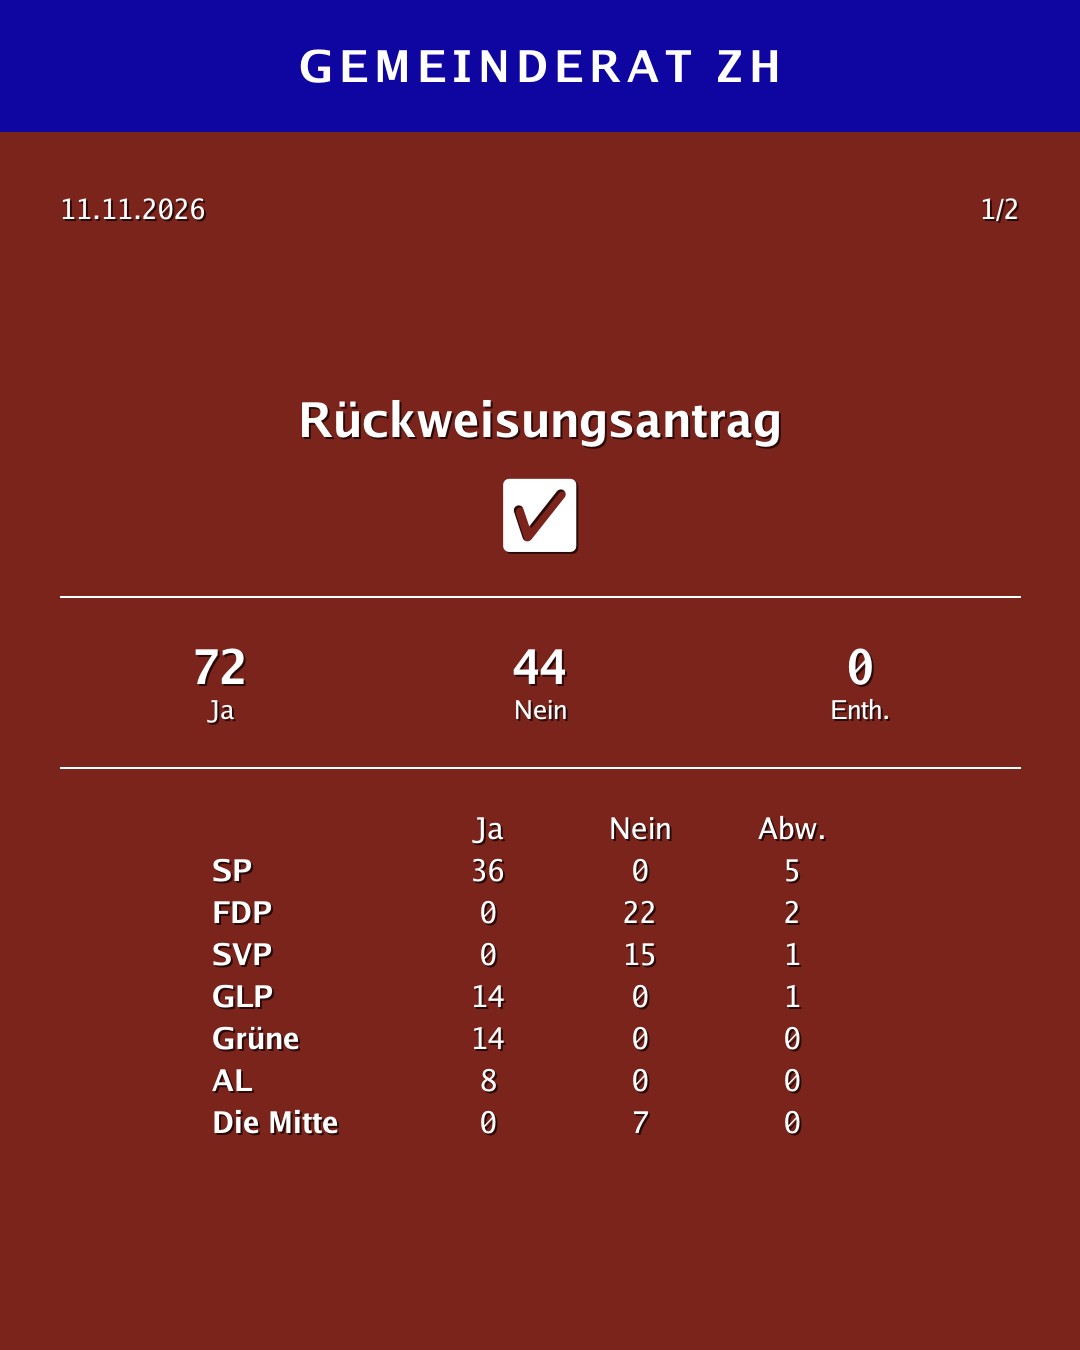 GEMEINDERAT ZH
11.11.2026 1/2
Rückweisungsantrag
72 44 0
Ja Nein Enth.
Ja Nein Abw.
SP 36 0 5
FDP 0 22 2
SVP 0 15 1
GLP 14 0 1
Grüne 14 0 0
AL 8 0 0
Die Mitte 0 7 0